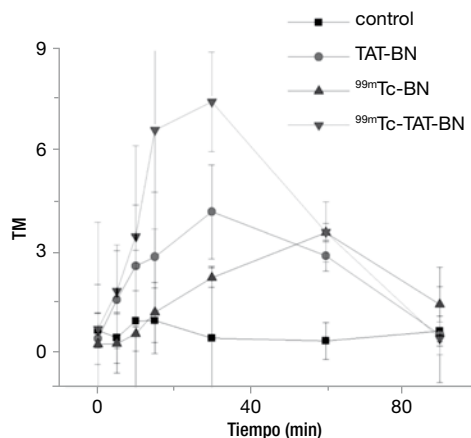 control
TAT-BN
⁹⁹ᵐTc-BN
⁹⁹ᵐTc-TAT-BN
9
6
3
0
TM
0
40
80
Tiempo (min)